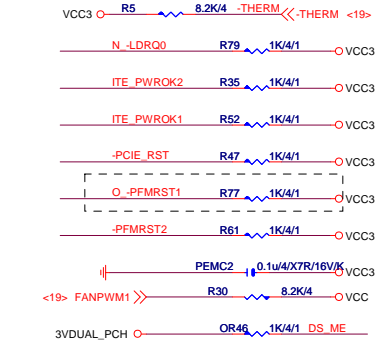 VCC3 R5 8.2K/4 -THERM -THERM <19>
N_-LDRQ0 R79 1K/4/1 VCC3
ITE_PWROK2 R35 1K/4/1 VCC3
ITE_PWROK1 R52 1K/4/1 VCC3
-PCIE_RST R47 1K/4/1 VCC3
O_-PFMRST1 R77 1K/4/1 VCC3
-PFMRST2 R61 1K/4/1 VCC3
PEMC2 0.1u/4/X7R/16V/K VCC3
<19> FANPWM1 R30 8.2K/4 VCC
3VDUAL_PCH OR46 1K/4/1 DS_ME